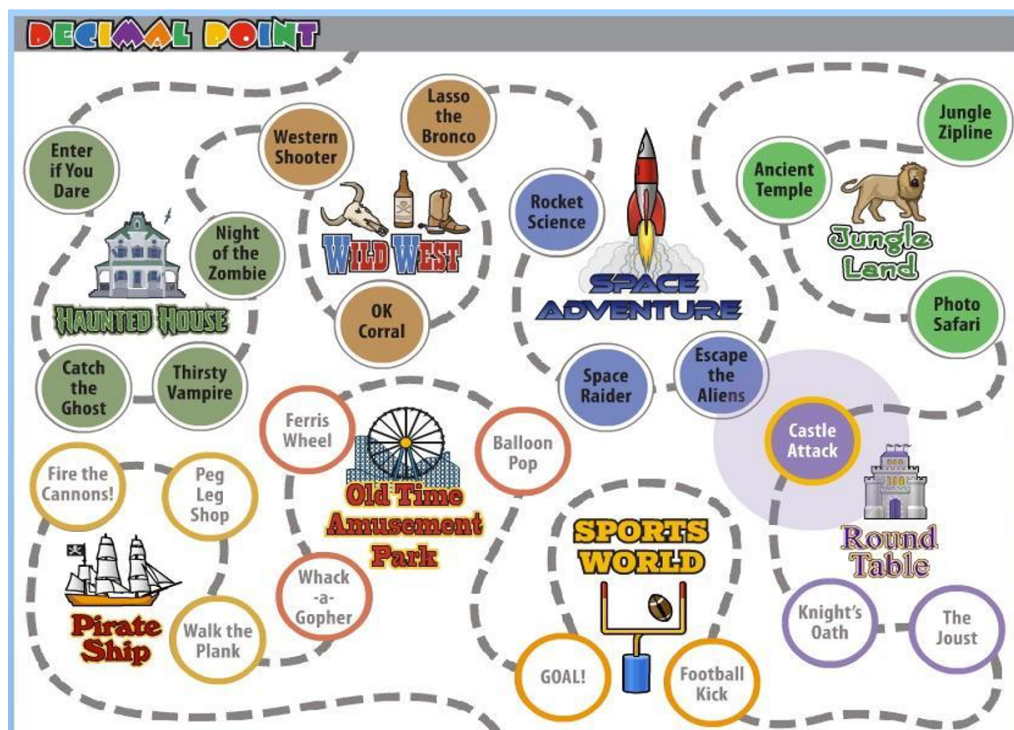 DECIMAL POINT
Enter
if You
Dare
Night
of the
Zombie
HAUNTED HOUSE
Catch
the
Ghost
Thirsty
Vampire
Western
Shooter
Lasso
the
Bronco
WILD WEST
OK
Corral
Rocket
Science
SPACE
ADVENTURE
Space
Raider
Escape
the
Aliens
Jungle
Zipline
Ancient
Temple
Jungle
Land
Photo
Safari
Fire the
Cannons!
Peg
Leg
Shop
Pirate
Ship
Walk the
Plank
Ferris
Wheel
Balloon
Pop
Old Time
Amusement
Park
Whack
-a-
Gopher
SPORTS
WORLD
GOAL!
Football
Kick
Castle
Attack
Round
Table
Knight's
Oath
The
Joust